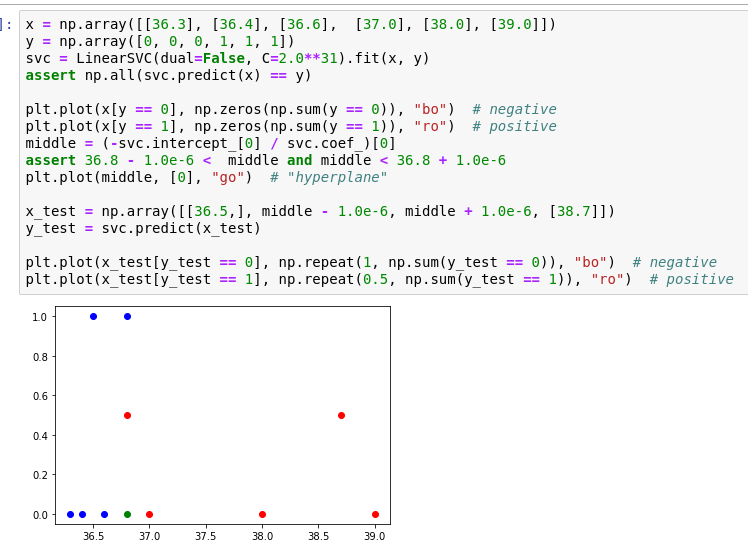 ]: x = np.array([[36.3], [36.4], [36.6],  [37.0], [38.0], [39.0]])
y = np.array([0, 0, 0, 1, 1, 1])
svc = LinearSVC(dual=False, C=2.0**31).fit(x, y)
assert np.all(svc.predict(x) == y)
plt.plot(x[y == 0], np.zeros(np.sum(y == 0)), "bo")  # negative
plt.plot(x[y == 1], np.zeros(np.sum(y == 1)), "ro")  # positive
middle = (-svc.intercept_[0] / svc.coef_)[0]
assert 36.8 - 1.0e-6 <  middle and middle < 36.8 + 1.0e-6
plt.plot(middle, [0], "go")  # "hyperplane"
x_test = np.array([[36.5,], middle - 1.0e-6, middle + 1.0e-6, [38.7]])
y_test = svc.predict(x_test)
plt.plot(x_test[y_test == 0], np.repeat(1, np.sum(y_test == 0)), "bo")  # negative
plt.plot(x_test[y_test == 1], np.repeat(0.5, np.sum(y_test == 1)), "ro")  # positive
1.0
0.8
0.6
0.4
0.2
0.0
36.5 37.0 37.5 38.0 38.5 39.0